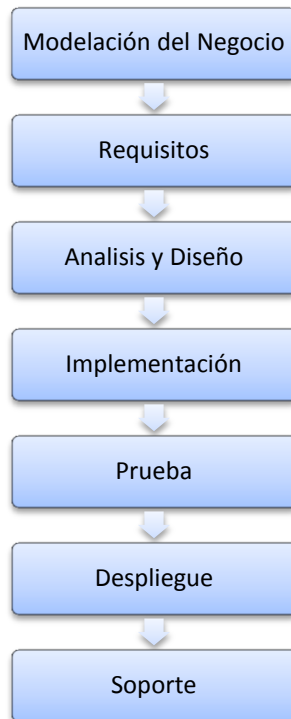 Modelación del Negocio
Requisitos
Analisis y Diseño
Implementación
Prueba
Despliegue
Soporte